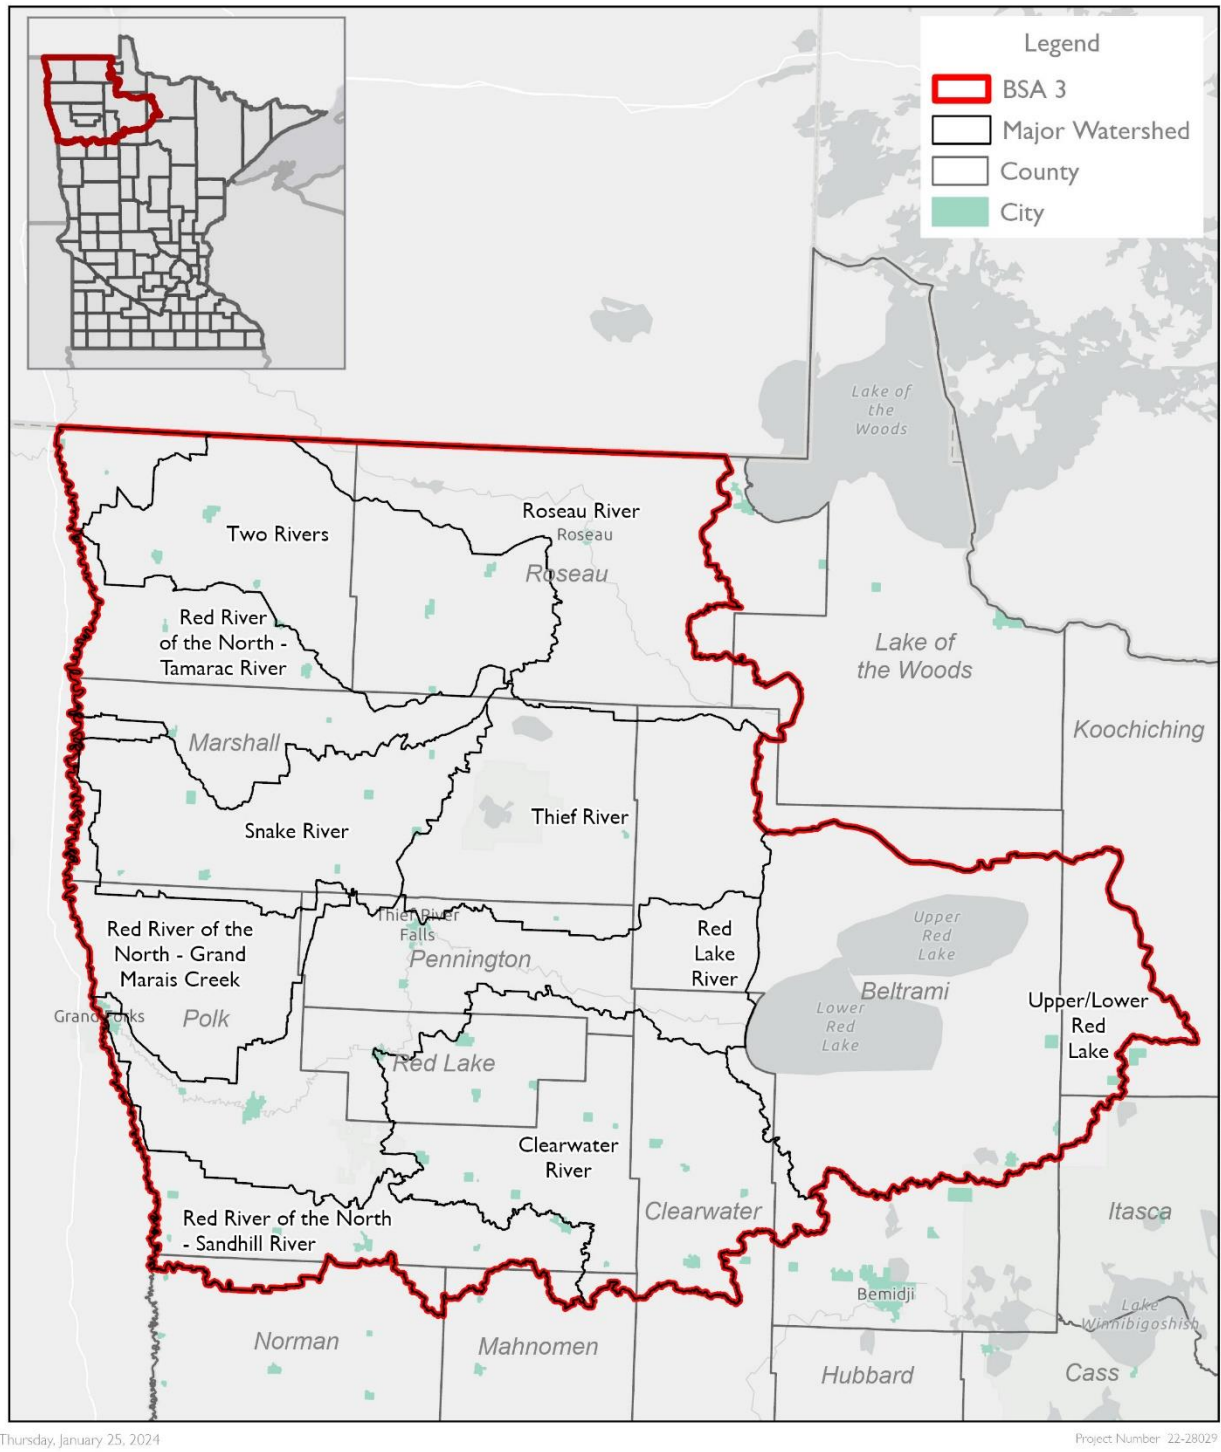 Legend
BSA 3
Major Watershed
County
City
Lake of
the
Woods
Roseau River
Roseau
Roseau
Two Rivers
Red River
of the North -
Tamarac River
Lake of
the Woods
Koochiching
Marshall
Snake River
Thief River
Red River of the
North - Grand
Marais Creek
Thief River
Falls
Pennington
Red
Lake
River
Upper
Red
Lake
Beltrami
Lower
Red
Lake
Upper/Lower
Red
Lake
Grand Forks
Polk
Red Lake
Clearwater
River
Clearwater
Itasca
Red River of the North
- Sandhill River
Bemidji
Lake
Winnibigoshish
Norman
Mahnomen
Hubbard
Cass
Thursday, January 25, 2024
Project Number 22-28029